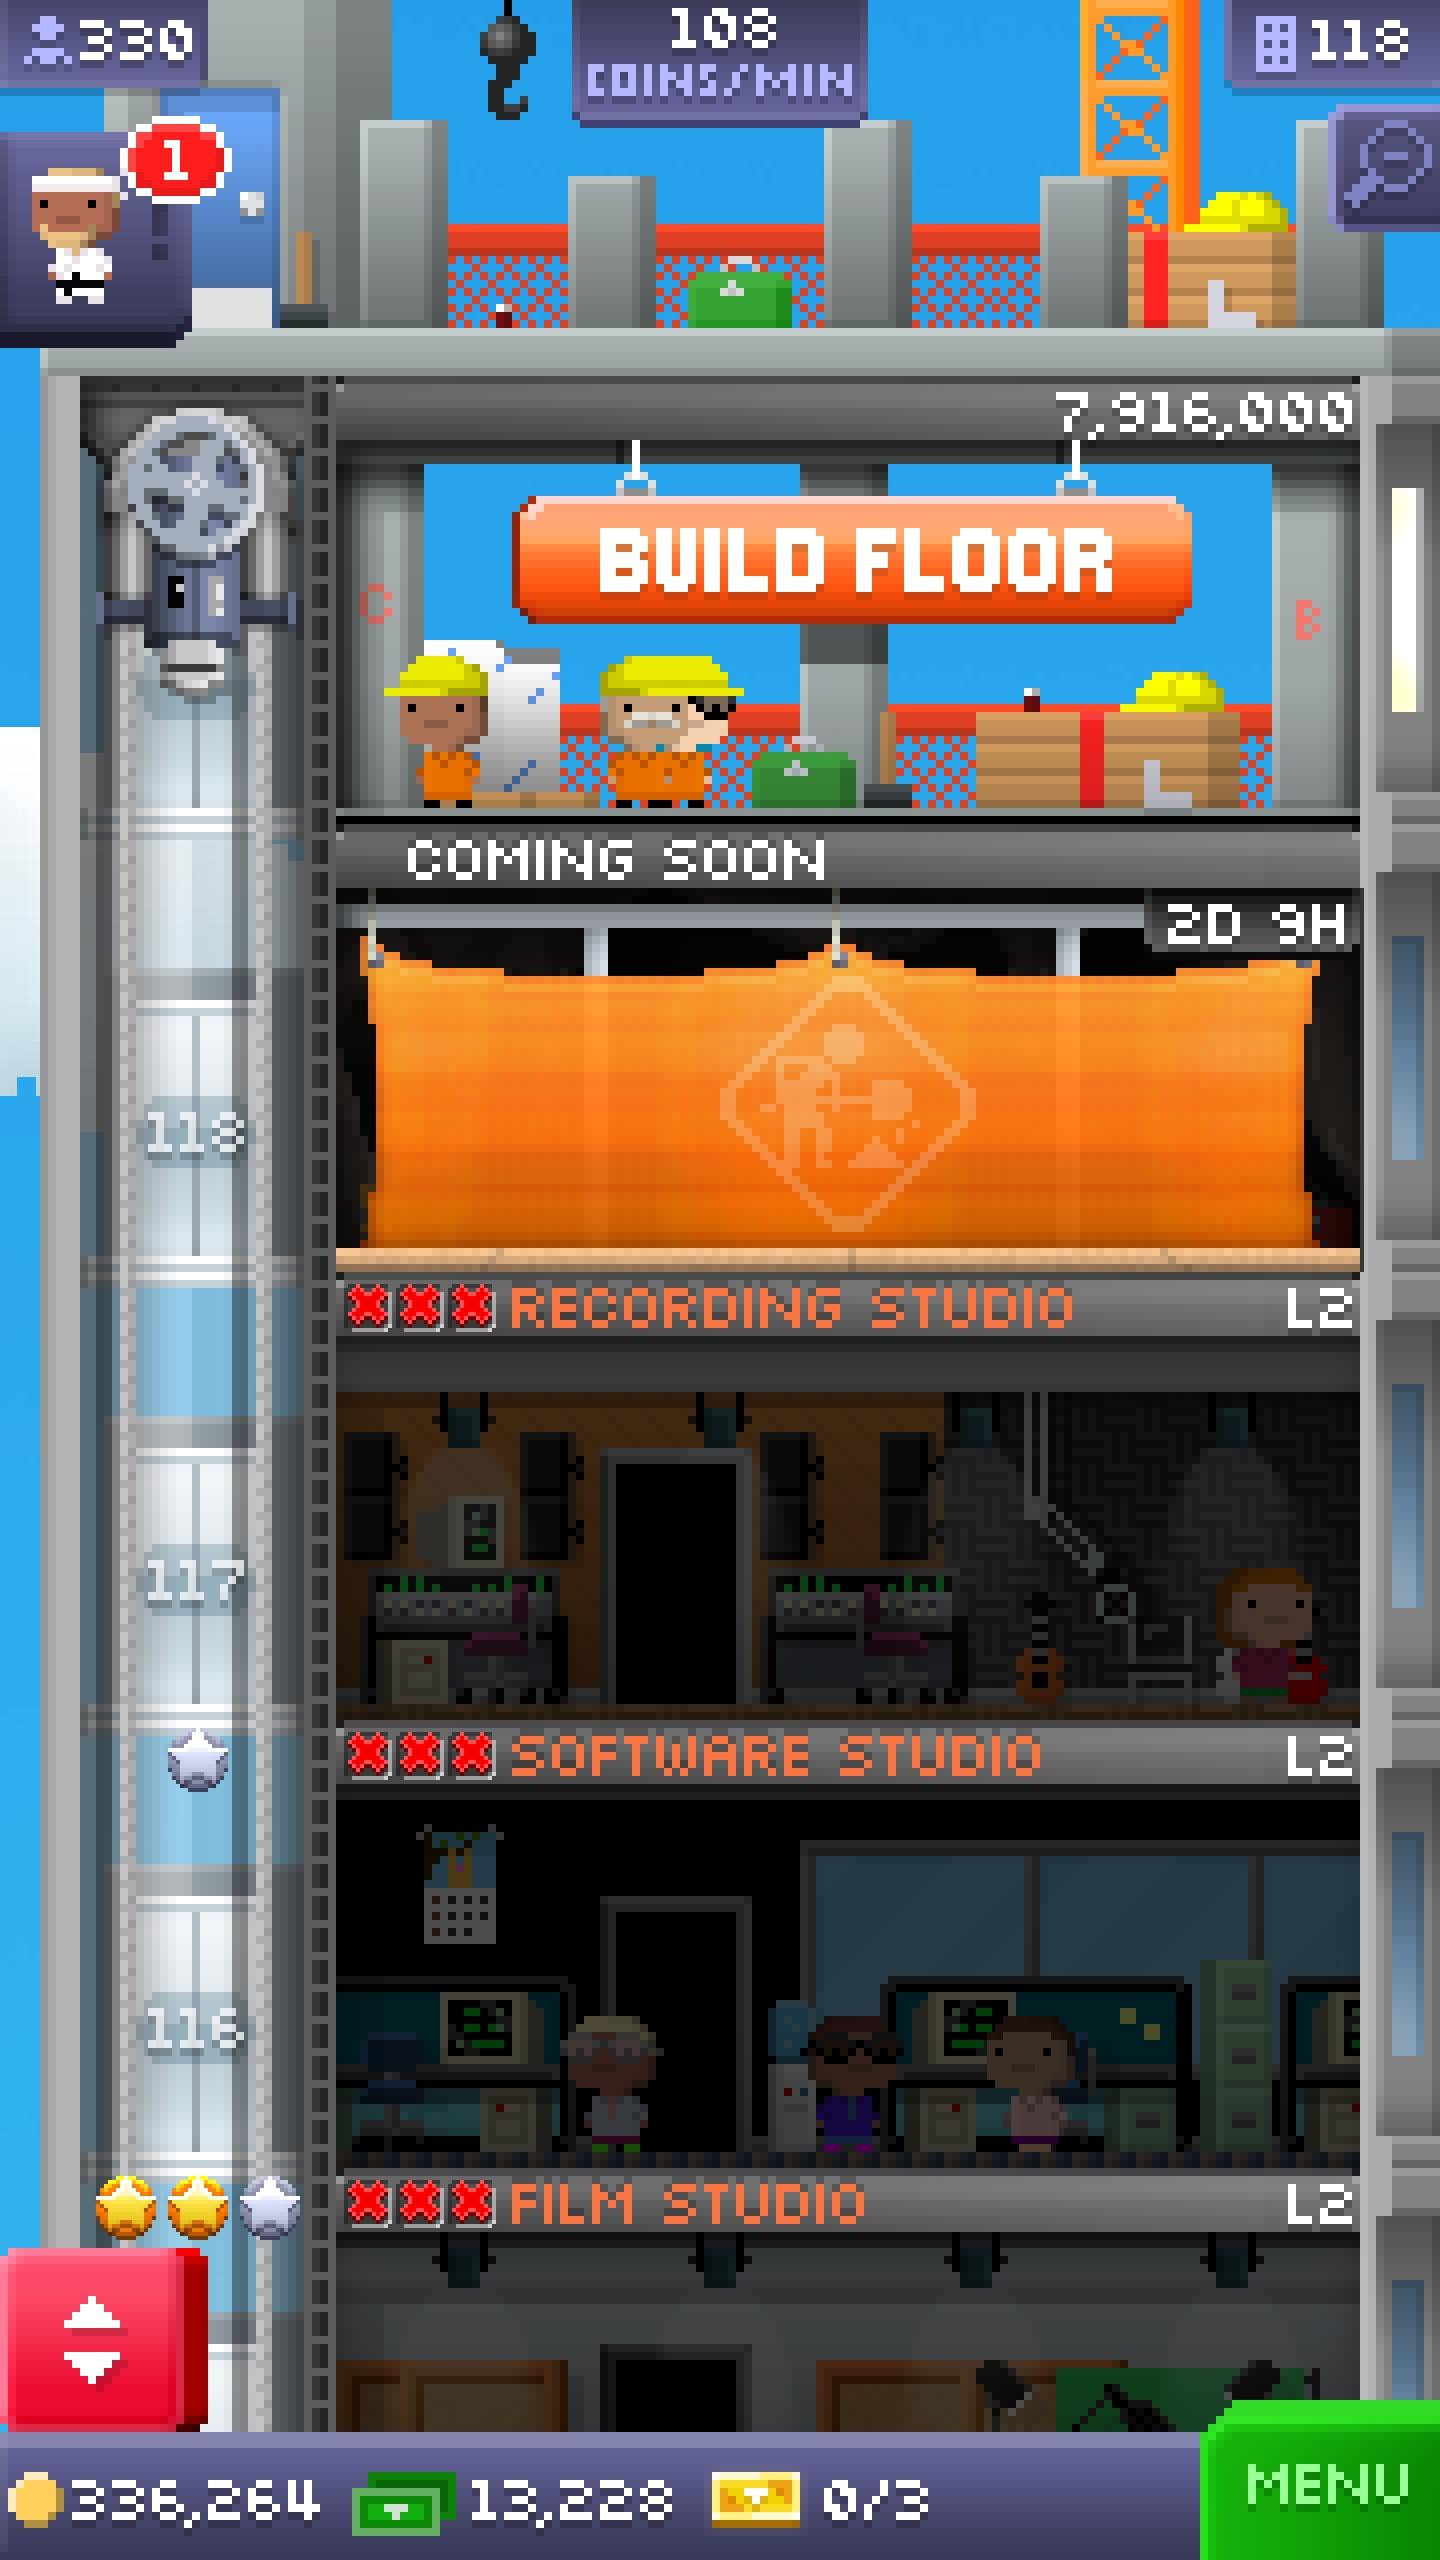 330
108
COINS/MIN
118
1
7,916,000
BUILD FLOOR
C
B
COMING SOON
2D 9H
118
RECORDING STUDIO L2
117
SOFTWARE STUDIO L2
116
FILM STUDIO L2
336,264 13,228 0/3 MENU